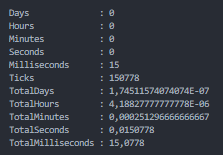 Days              : 0
Hours             : 0
Minutes           : 0
Seconds           : 0
Milliseconds      : 15
Ticks             : 150778
TotalDays         : 1,74511574074074E-07
TotalHours        : 4,18827777777778E-06
TotalMinutes      : 0,000251296666666667
TotalSeconds      : 0,0150778
TotalMilliseconds : 15,0778